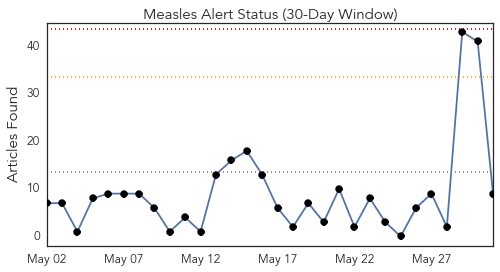 Measles Alert Status (30-Day Window)
Articles Found
40
30
20
10
0
May 02 May 07 May 12 May 17 May 22 May 27